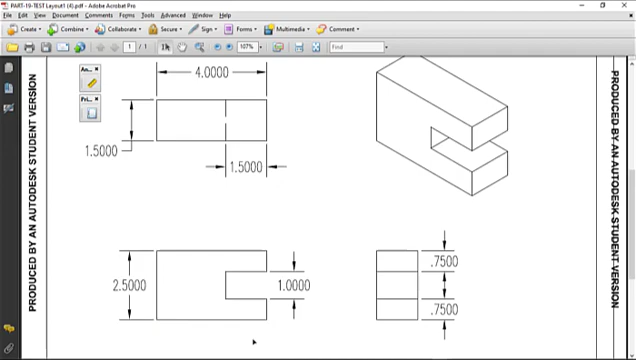 PART-19-TEST Layout1 (4).pdf - Adobe Acrobat Pro
File Edit View Document Comments Forms Tools Advanced Window Help
Create Combine Collaborate Secure Sign Forms Multimedia Comment
1 / 1 107% Find
An...
Pri...
PRODUCED BY AN AUTODESK STUDENT VERSION
PRODUCED BY AN AUTODESK STUDENT VERSION
4.0000
1.5000
1.5000
2.5000
1.0000
.7500
.7500